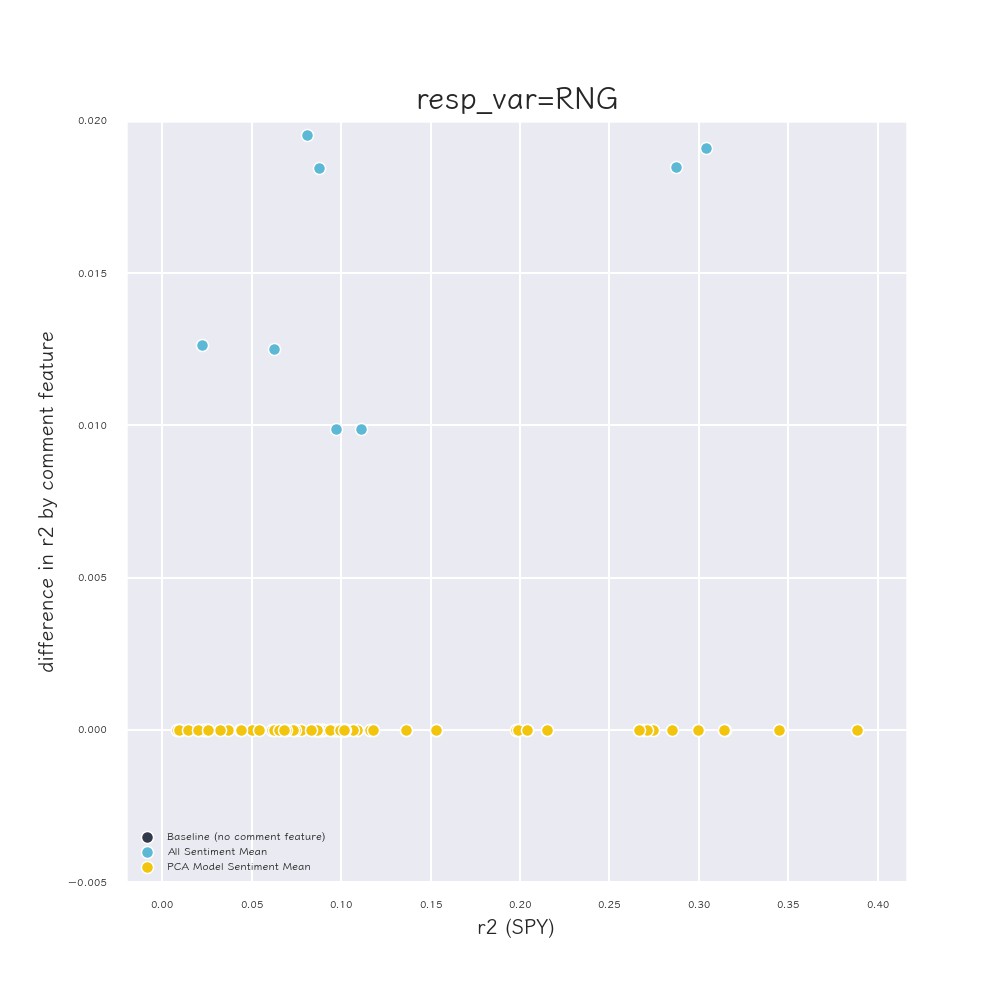 resp_var=RNG
0.020
0.015
0.010
0.005
0.000
−0.005
difference in r2 by comment feature
Baseline (no comment feature)
All Sentiment Mean
PCA Model Sentiment Mean
0.00 0.05 0.10 0.15 0.20 0.25 0.30 0.35 0.40
r2 (SPY)